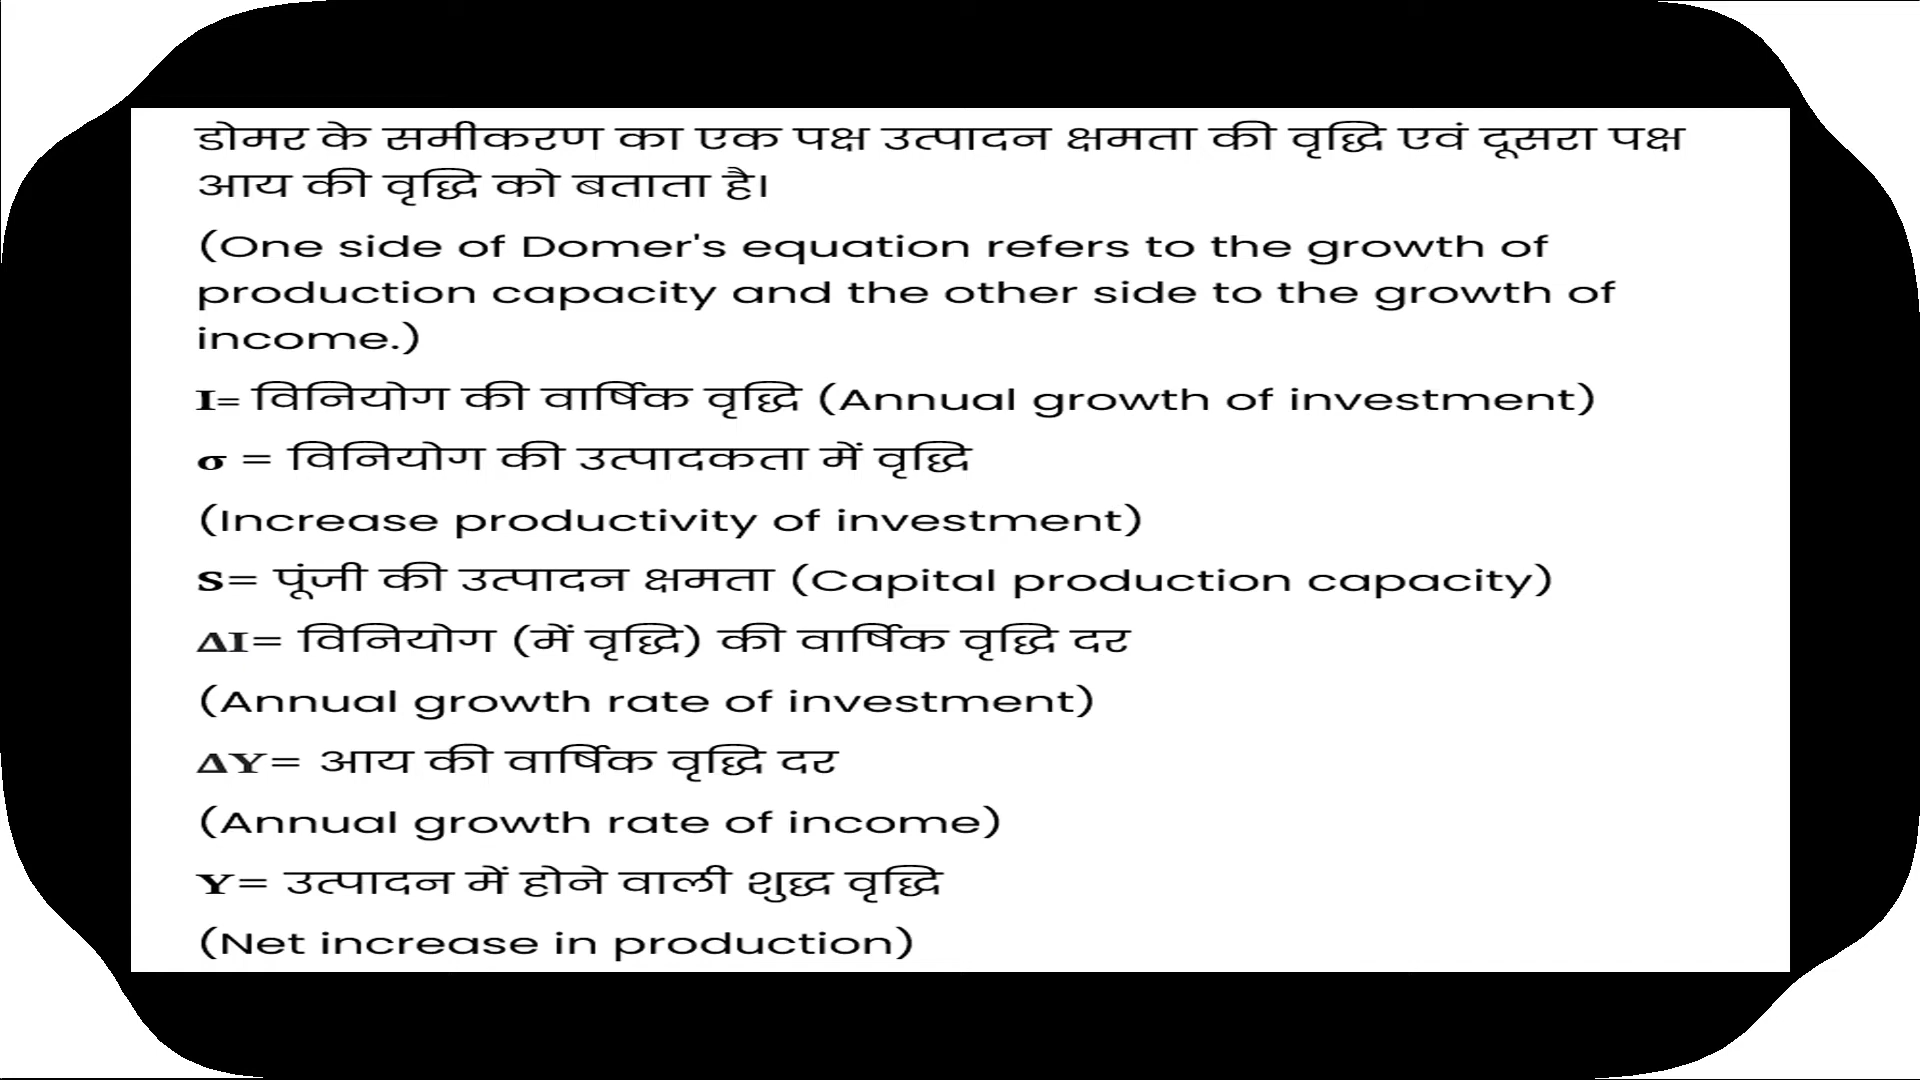 डोमर के समीकरण का एक पक्ष उत्पादन क्षमता की वृद्धि एवं दूसरा पक्ष
आय की वृद्धि को बताता है।
(One side of Domer's equation refers to the growth of
production capacity and the other side to the growth of
income.)
I= विनियोग की वार्षिक वृद्धि (Annual growth of investment)
σ = विनियोग की उत्पादकता में वृद्धि
(Increase productivity of investment)
S= पूंजी की उत्पादन क्षमता (Capital production capacity)
ΔI= विनियोग (में वृद्धि) की वार्षिक वृद्धि दर
(Annual growth rate of investment)
ΔY= आय की वार्षिक वृद्धि दर
(Annual growth rate of income)
Y= उत्पादन में होने वाली शुद्ध वृद्धि
(Net increase in production)